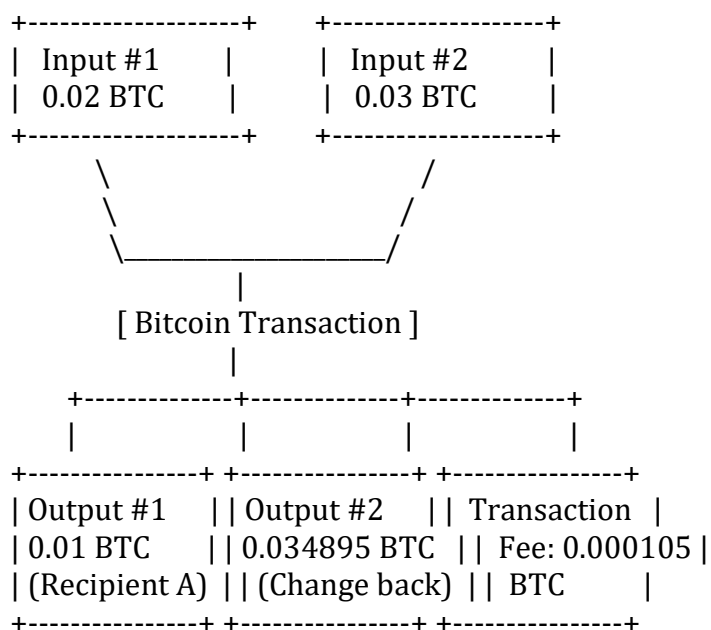 +--------------------+ +--------------------+
| Input #1 | | Input #2 |
| 0.02 BTC | | 0.03 BTC |
+--------------------+ +--------------------+
\ /
\ /
\______________________/
|
[ Bitcoin Transaction ]
|
+--------------+--------------+--------------+
| | | |
+----------------+ +----------------+ +----------------+
| Output #1 | | Output #2 | | Transaction |
| 0.01 BTC | | 0.034895 BTC | | Fee: 0.000105 |
| (Recipient A) | | (Change back) | | BTC |
+----------------+ +----------------+ +----------------+